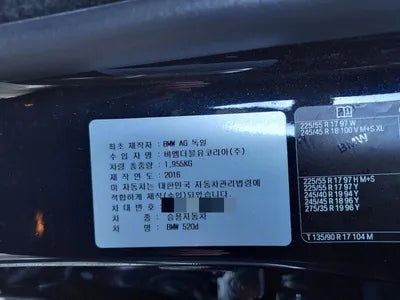 최초 제작자 : BMW AG 독일
수 입 자 명 : 비엠더블유코리아(주)
차량 총중량 : 1,955KG
제 작 년 : 2016
이 자동차는 대한민국 자동차관리법령에
적합하게 제작(수입)되었습니다
차 대 번 호 :
차 종 : 승용자동차
차 명 : BMW 520d
225/55 R 17 97 W
245/45 R 18 100 V M+S XL
BMW
225/55 R 17 97 H M+S
225/55 R 17 97 Y
245/40 R 19 94 Y
245/45 R 18 96 Y
275/35 R 19 96 Y
T 135/90 R 17 104 M